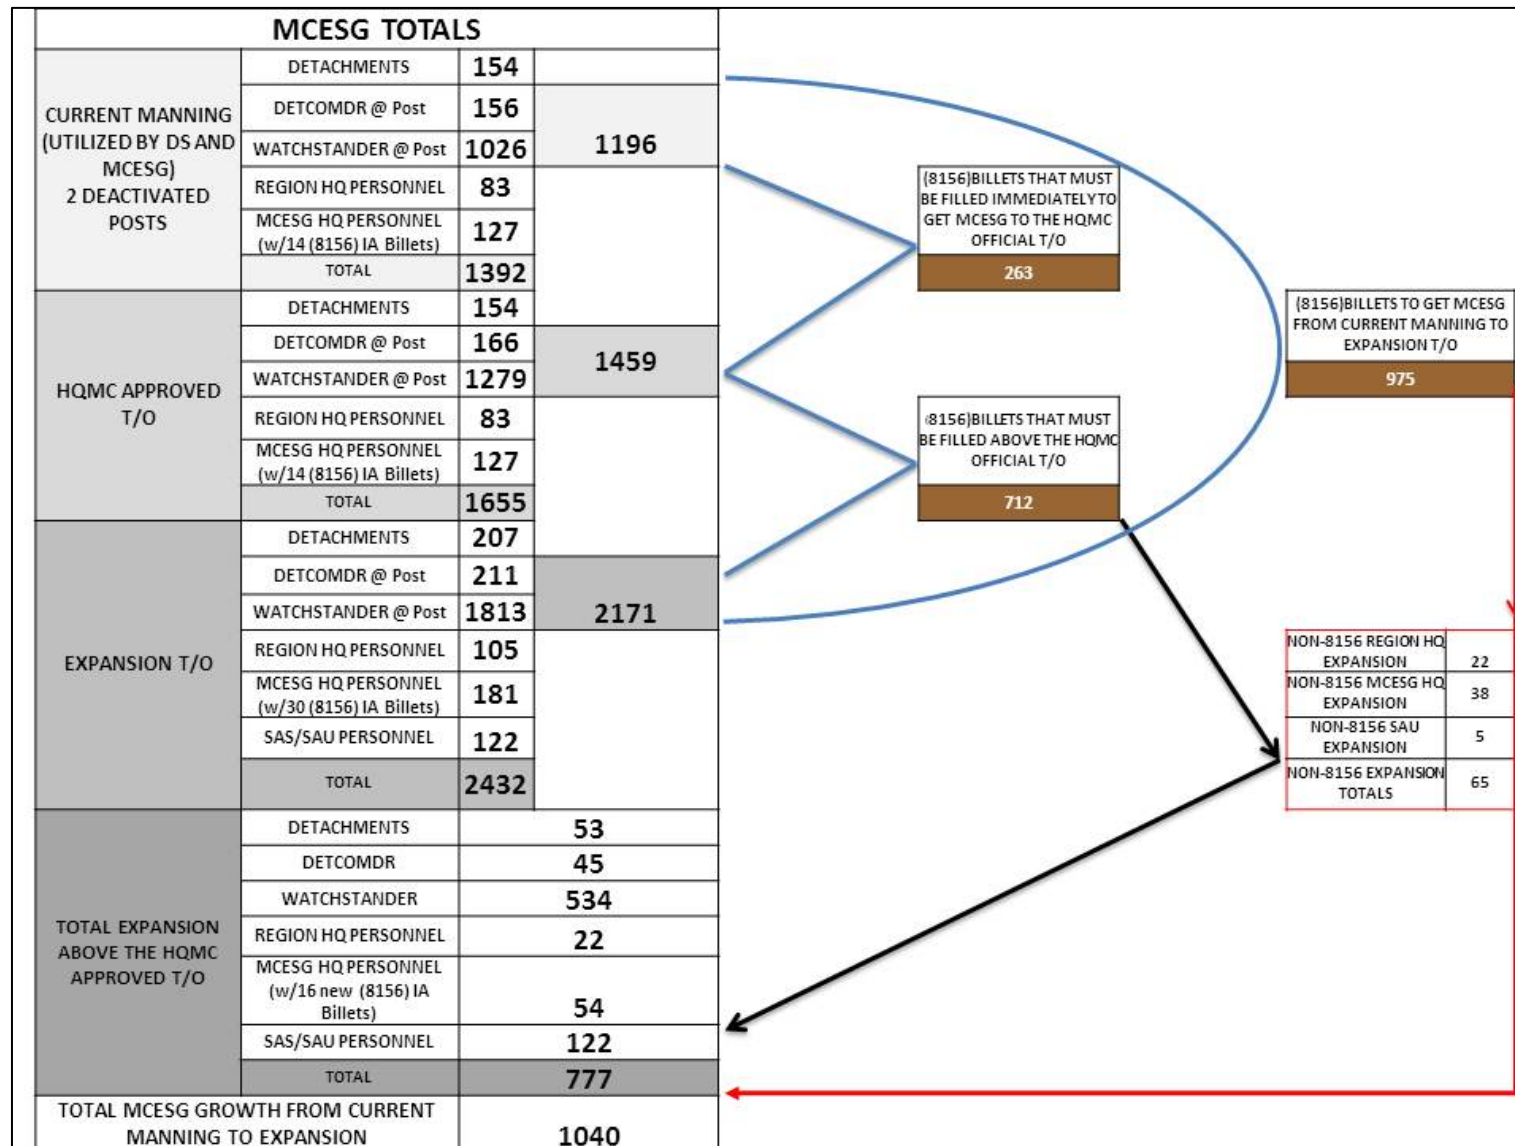 MCESG TOTALS
CURRENT MANNING
(UTILIZED BY DS AND
MCESG)
2 DEACTIVATED
POSTS
DETACHMENTS 154
DETCOMDR @ Post 156
WATCHSTANDER @ Post 1026
1196
REGION HQ PERSONNEL 83
MCESG HQ PERSONNEL
(w/14 (8156) IA Billets) 127
TOTAL 1392
HQMC APPROVED
T/O
DETACHMENTS 154
DETCOMDR @ Post 166
WATCHSTANDER @ Post 1279
1459
REGION HQ PERSONNEL 83
MCESG HQ PERSONNEL
(w/14 (8156) IA Billets) 127
TOTAL 1655
EXPANSION T/O
DETACHMENTS 207
DETCOMDR @ Post 211
WATCHSTANDER @ Post 1813
2171
REGION HQ PERSONNEL 105
MCESG HQ PERSONNEL
(w/30 (8156) IA Billets) 181
SAS/SAU PERSONNEL 122
TOTAL 2432
TOTAL EXPANSION
ABOVE THE HQMC
APPROVED T/O
DETACHMENTS 53
DETCOMDR 45
WATCHSTANDER 534
REGION HQ PERSONNEL 22
MCESG HQ PERSONNEL
(w/16 new (8156) IA
Billets) 54
SAS/SAU PERSONNEL 122
TOTAL 777
TOTAL MCESG GROWTH FROM CURRENT
MANNING TO EXPANSION 1040
(8156)BILLETS THAT MUST
BE FILLED IMMEDIATELY TO
GET MCESG TO THE HQMC
OFFICIAL T/O
263
(8156)BILLETS THAT MUST
BE FILLED ABOVE THE HQMC
OFFICIAL T/O
712
(8156)BILLETS TO GET MCESG
FROM CURRENT MANNING TO
EXPANSION T/O
975
NON-8156 REGION HQ
EXPANSION 22
NON-8156 MCESG HQ
EXPANSION 38
NON-8156 SAU
EXPANSION 5
NON-8156 EXPANSION
TOTALS 65